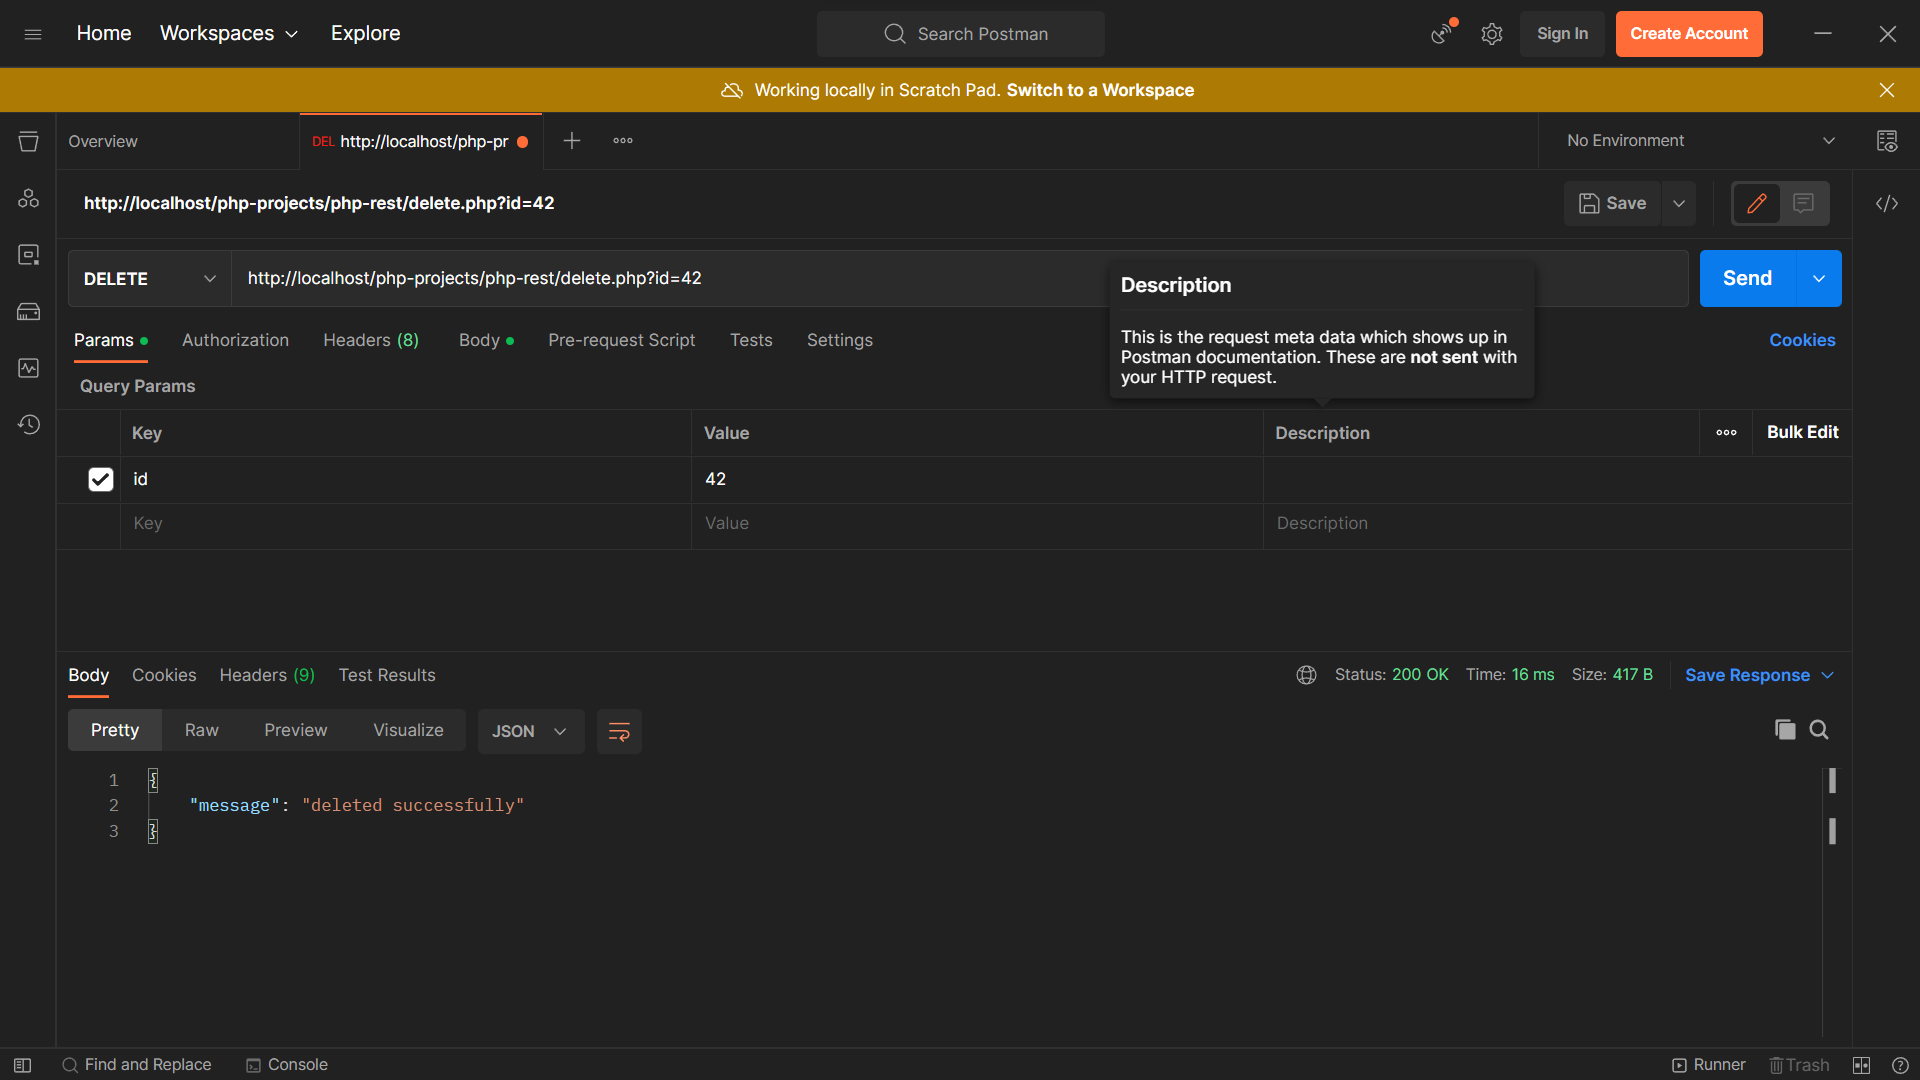 Home Workspaces Explore Search Postman Sign In Create Account
Working locally in Scratch Pad. Switch to a Workspace
Overview DEL http://localhost/php-pr No Environment
http://localhost/php-projects/php-rest/delete.php?id=42 Save
DELETE http://localhost/php-projects/php-rest/delete.php?id=42 Send
Description
This is the request meta data which shows up in
Postman documentation. These are not sent with
your HTTP request.
Params Authorization Headers (8) Body Pre-request Script Tests Settings Cookies
Query Params
Key Value Description Bulk Edit
id 42
Key Value Description
Body Cookies Headers (9) Test Results Status: 200 OK Time: 16 ms Size: 417 B Save Response
Pretty Raw Preview Visualize JSON
1 {
2 "message": "deleted successfully"
3 }
Find and Replace Console Runner Trash